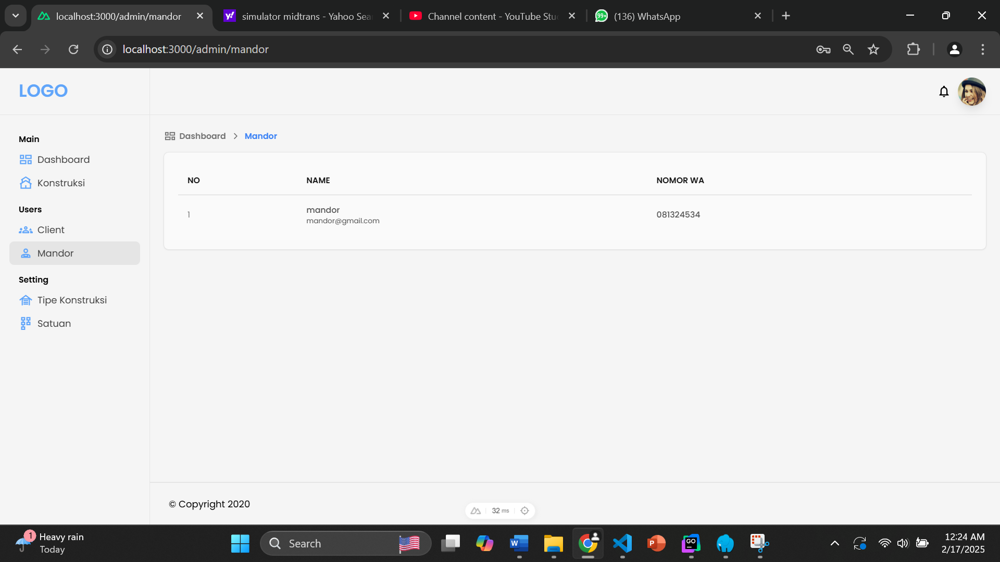 localhost:3000/admin/mandor
simulator midtrans - Yahoo Sea
Channel content - YouTube Stu
99+
(136) WhatsApp
localhost:3000/admin/mandor
LOGO
Main
Dashboard
Konstruksi
Users
Client
Mandor
Setting
Tipe Konstruksi
Satuan
Dashboard > Mandor
NO NAME NOMOR WA
1 mandor 081324534
mandor@gmail.com
© Copyright 2020
32 ms
1
Heavy rain
Today
Search
W
P
GO
12:24 AM
2/17/2025